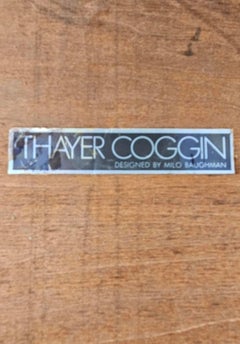 THAYER COGGIN
DESIGNED BY MILO BAUGHMAN